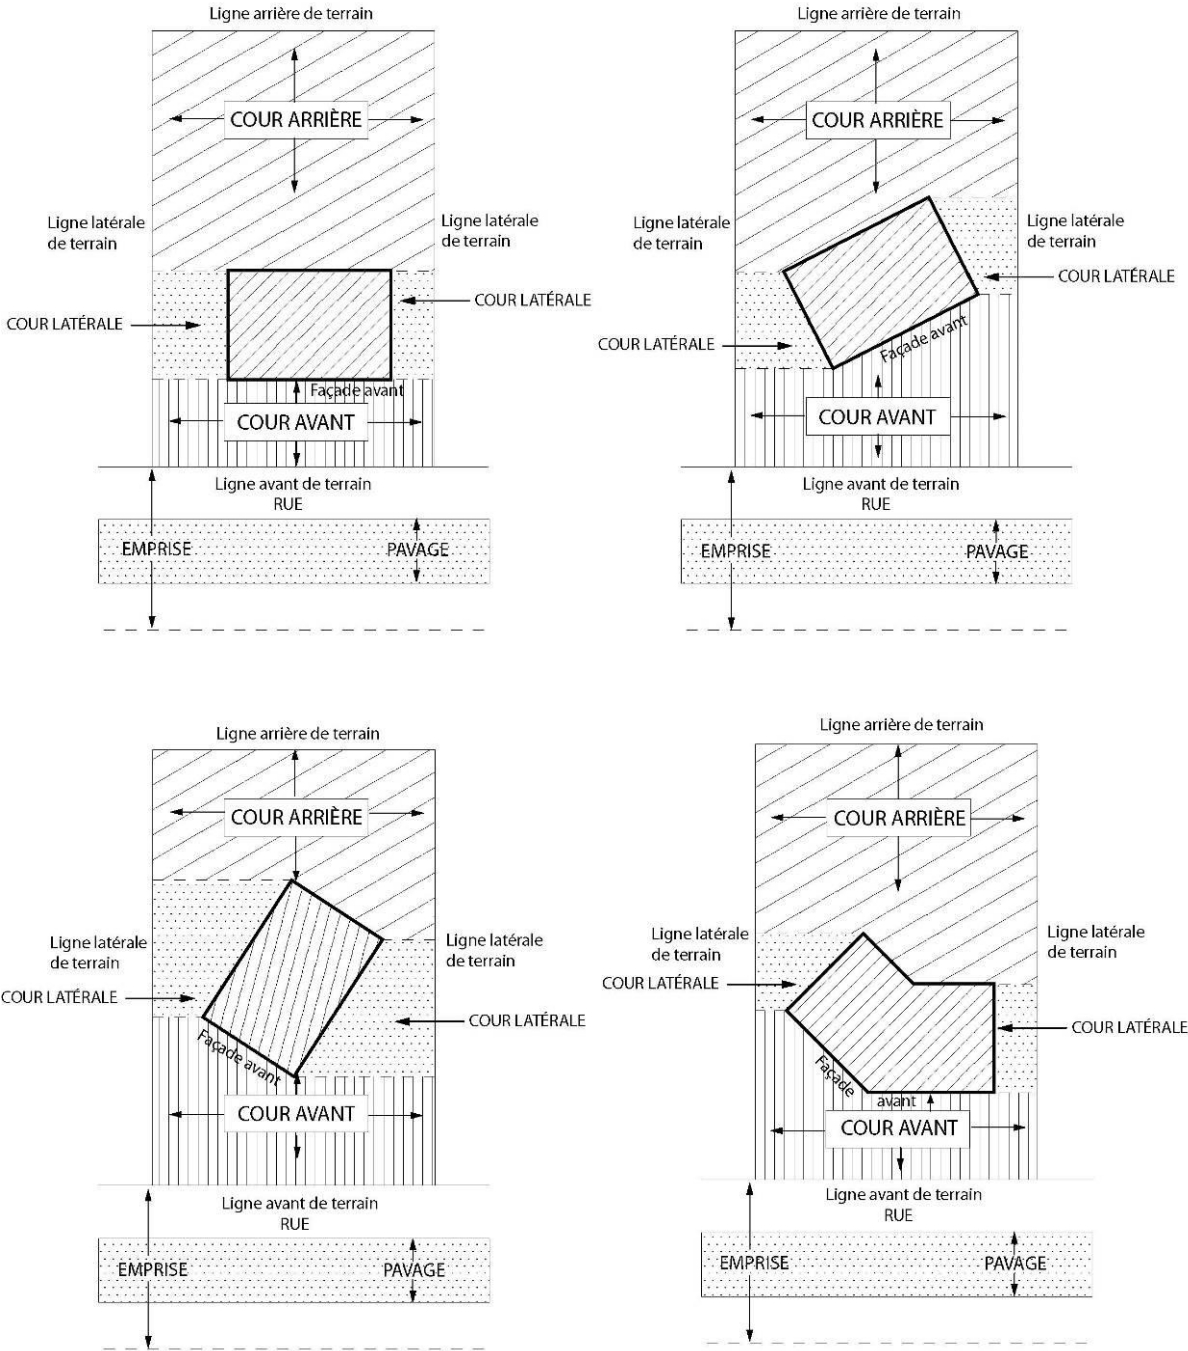 Ligne arrière de terrain
COUR ARRIÈRE
Ligne latérale
de terrain
Ligne latérale
de terrain
COUR LATÉRALE
COUR LATÉRALE
Façade avant
COUR AVANT
Ligne avant de terrain
RUE
EMPRISE
PAVAGE
Ligne arrière de terrain
COUR ARRIÈRE
Ligne latérale
de terrain
Ligne latérale
de terrain
COUR LATÉRALE
COUR LATÉRALE
Façade avant
COUR AVANT
Ligne avant de terrain
RUE
EMPRISE
PAVAGE
Ligne arrière de terrain
COUR ARRIÈRE
Ligne latérale
de terrain
Ligne latérale
de terrain
COUR LATÉRALE
COUR LATÉRALE
Façade avant
COUR AVANT
Ligne avant de terrain
RUE
EMPRISE
PAVAGE
Ligne arrière de terrain
COUR ARRIÈRE
Ligne latérale
de terrain
Ligne latérale
de terrain
COUR LATÉRALE
COUR LATÉRALE
Façade
avant
COUR AVANT
Ligne avant de terrain
RUE
EMPRISE
PAVAGE